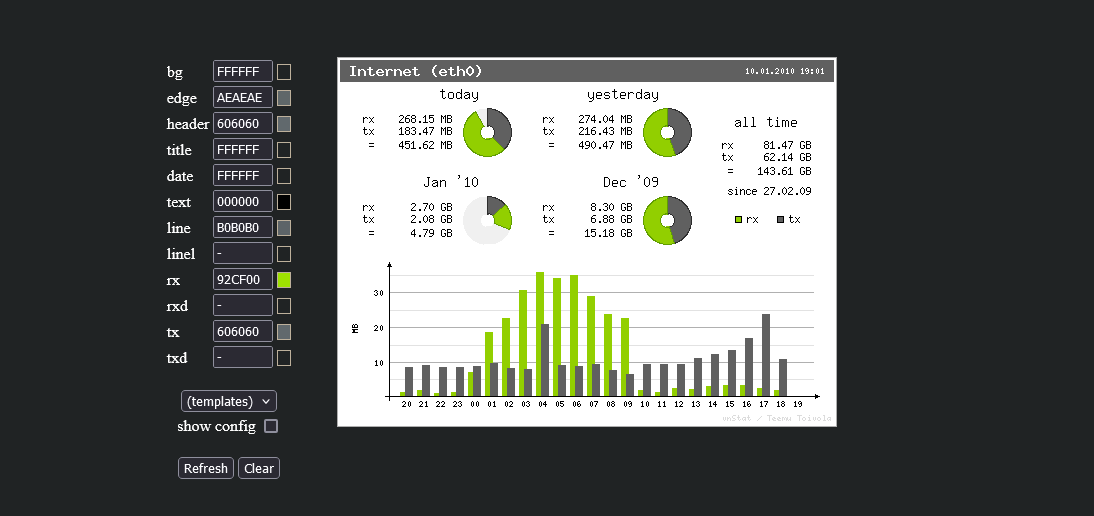 bg FFFFFF
edge AEAEAE
header 606060
title FFFFFF
date FFFFFF
text 000000
line B0B0B0
linel -
rx 92CF00
rxd -
tx 606060
txd -
(templates)
show config
Refresh Clear
Internet (eth0) 10.01.2010 19:01
today
rx 268.15 MB
tx 183.47 MB
= 451.62 MB
yesterday
rx 274.04 MB
tx 216.43 MB
= 490.47 MB
all time
rx 81.47 GB
tx 62.14 GB
= 143.61 GB
since 27.02.09
rx tx
Jan '10
rx 2.70 GB
tx 2.08 GB
= 4.79 GB
Dec '09
rx 8.30 GB
tx 6.88 GB
= 15.18 GB
MB
30
20
10
20 21 22 23 00 01 02 03 04 05 06 07 08 09 10 11 12 13 14 15 16 17 18 19
vnStat / Teemu Toivola